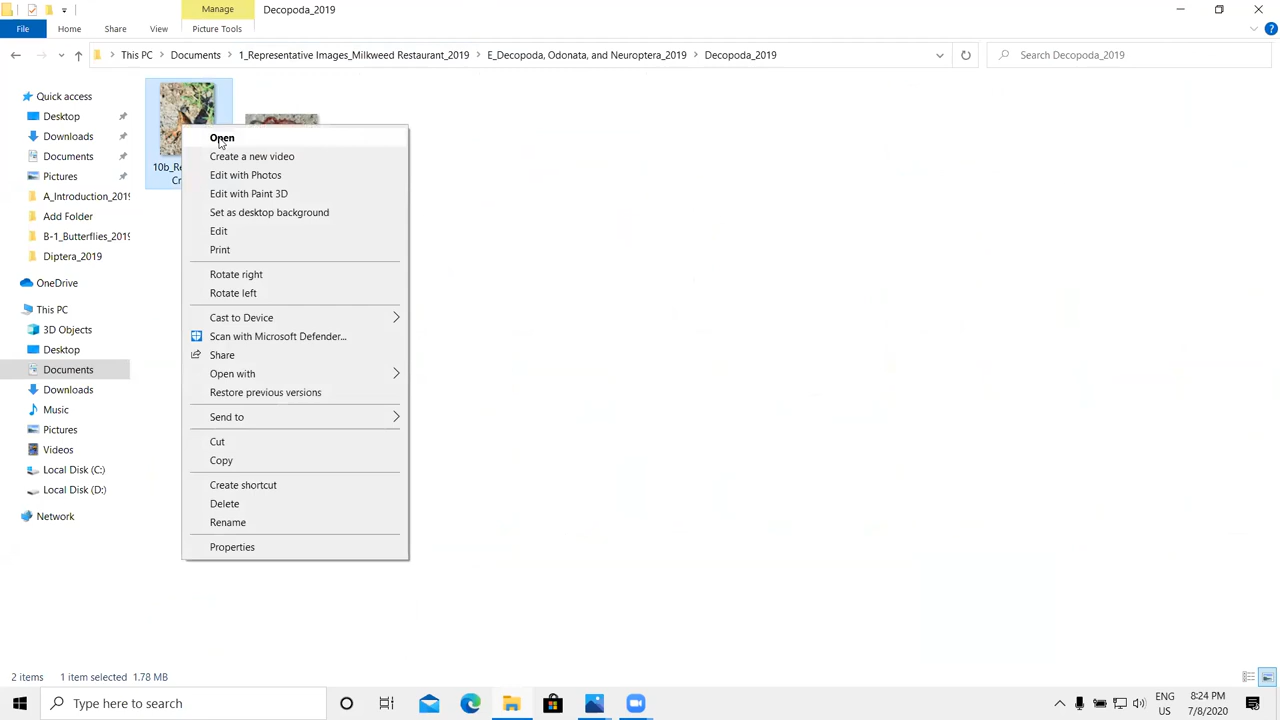 Manage
Decopoda_2019
File
Home
Share
View
Picture Tools
This PC
Documents
1_Representative Images_Milkweed Restaurant_2019
E_Decopoda, Odonata, and Neuroptera_2019
Decopoda_2019
Search Decopoda_2019
Quick access
Desktop
Downloads
Documents
Pictures
A_Introduction_2019
Add Folder
B-1_Butterflies_2019
Diptera_2019
OneDrive
This PC
3D Objects
Desktop
Documents
Downloads
Music
Pictures
Videos
Local Disk (C:)
Local Disk (D:)
Network
10b_Re
Cr
Open
Create a new video
Edit with Photos
Edit with Paint 3D
Set as desktop background
Edit
Print
Rotate right
Rotate left
Cast to Device
Scan with Microsoft Defender...
Share
Open with
Restore previous versions
Send to
Cut
Copy
Create shortcut
Delete
Rename
Properties
2 items
1 item selected 1.78 MB
Type here to search
ENG
US
8:24 PM
7/8/2020